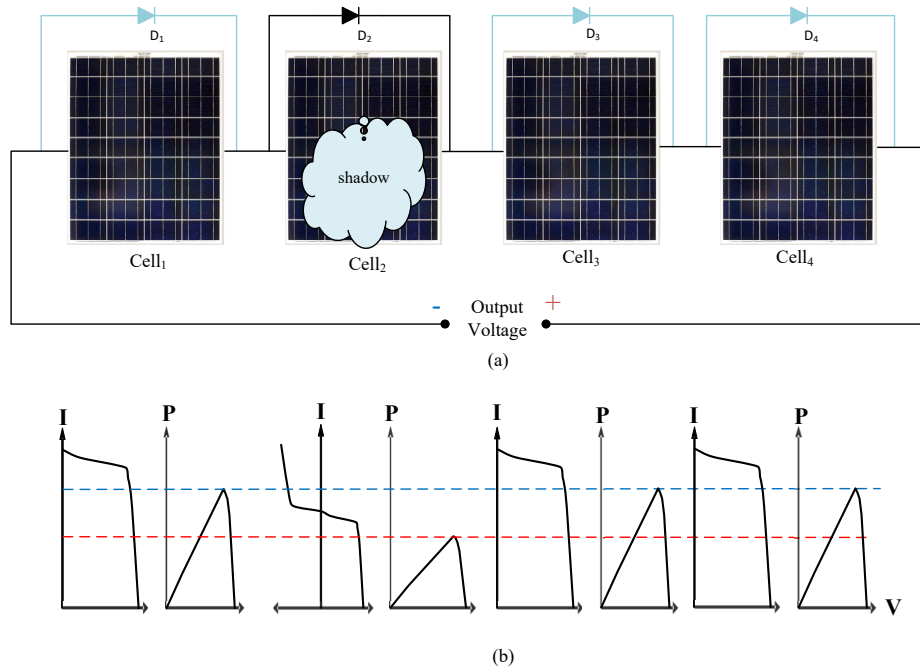 D₁ D₂ D₃ D₄
shadow
Cell₁ Cell₂ Cell₃ Cell₄
- Output +
Voltage
(a)
I P I P I P I P
V
(b)